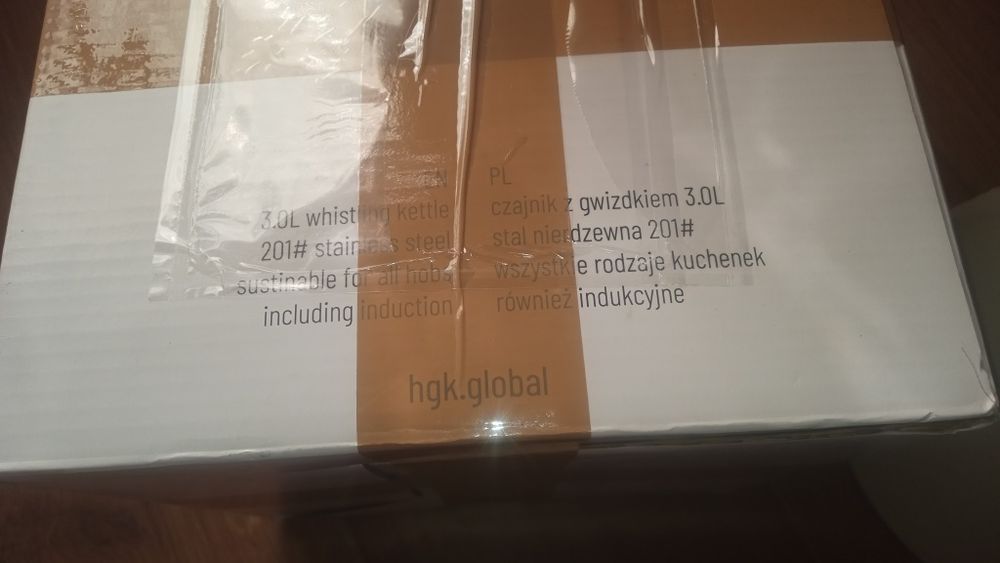 EN
3.0L whistling kettle
201# stainless steel
sustinable for all hobs
including induction
PL
czajnik z gwizdkiem 3.0L
stal nierdzewna 201#
wszystkie rodzaje kuchenek
również indukcyjne
hgk.global